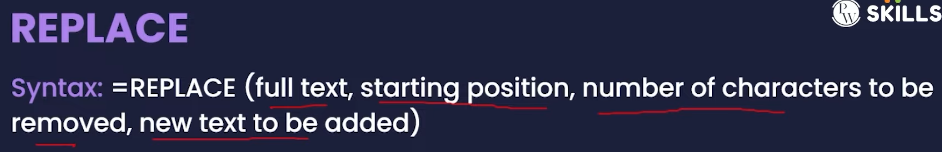 REPLACE
PW SKILLS
Syntax: =REPLACE (full text, starting position, number of characters to be
removed, new text to be added)